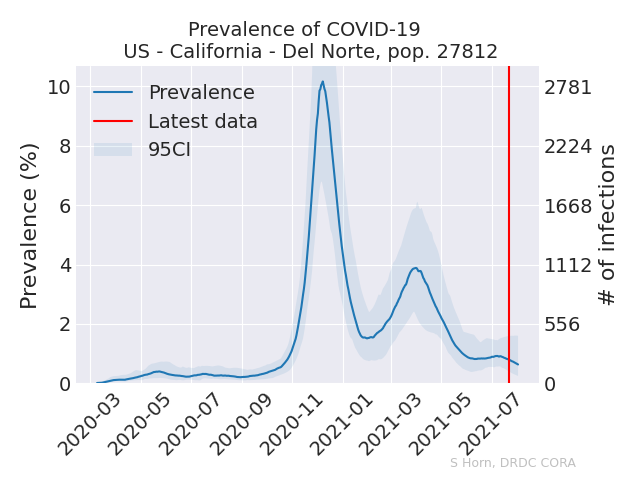 Prevalence of COVID-19
US - California - Del Norte, pop. 27812
Prevalence
Latest data
95CI
Prevalence (%)
10
8
6
4
2
0
2781
2224
1668
1112
556
0
# of infections
2020-03
2020-05
2020-07
2020-09
2020-11
2021-01
2021-03
2021-05
2021-07
S Horn, DRDC CORA